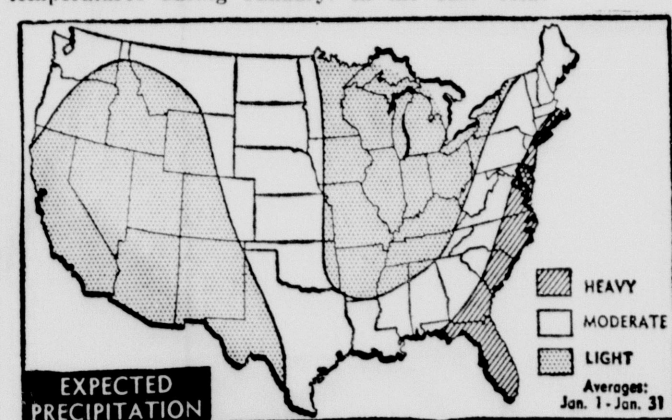 HEAVY
MODERATE
LIGHT
Averages:
Jan. 1 - Jan. 31
EXPECTED
PRECIPITATION